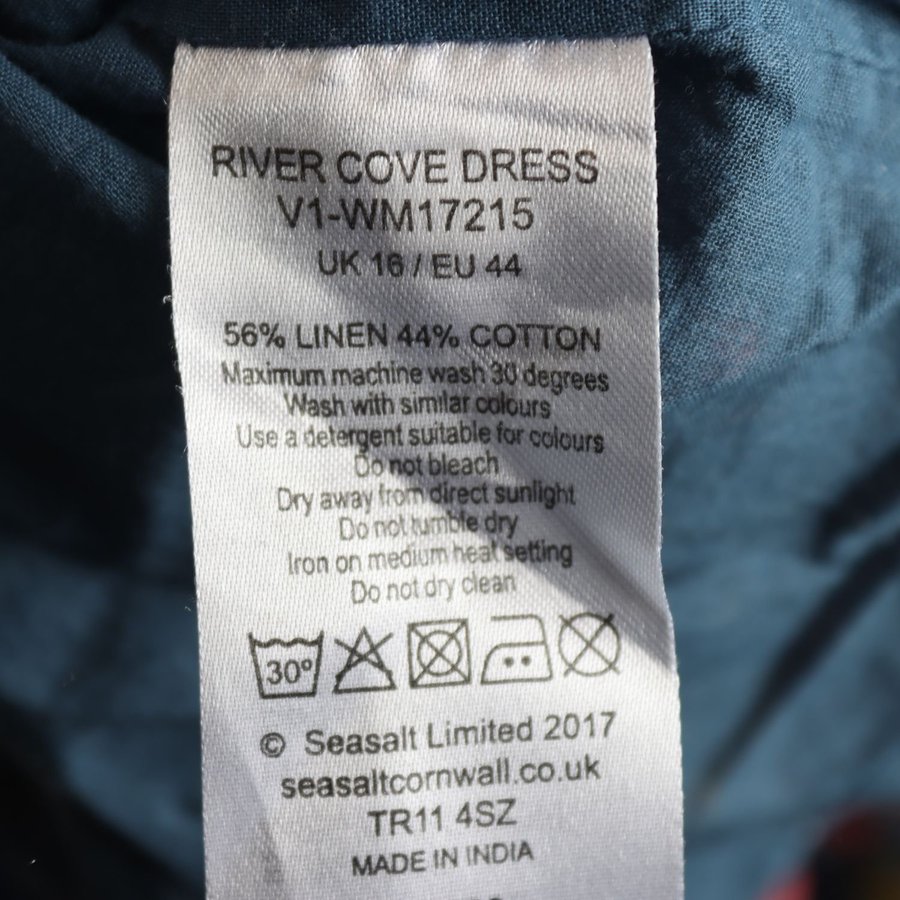 RIVER COVE DRESS
V1-WM17215
UK 16 / EU 44
56% LINEN 44% COTTON
Maximum machine wash 30 degrees
Wash with similar colours
Use a detergent suitable for colours
Do not bleach
Dry away from direct sunlight
Do not tumble dry
Iron on medium heat setting
Do not dry clean
30°
© Seasalt Limited 2017
seasaltcornwall.co.uk
TR11 4SZ
MADE IN INDIA